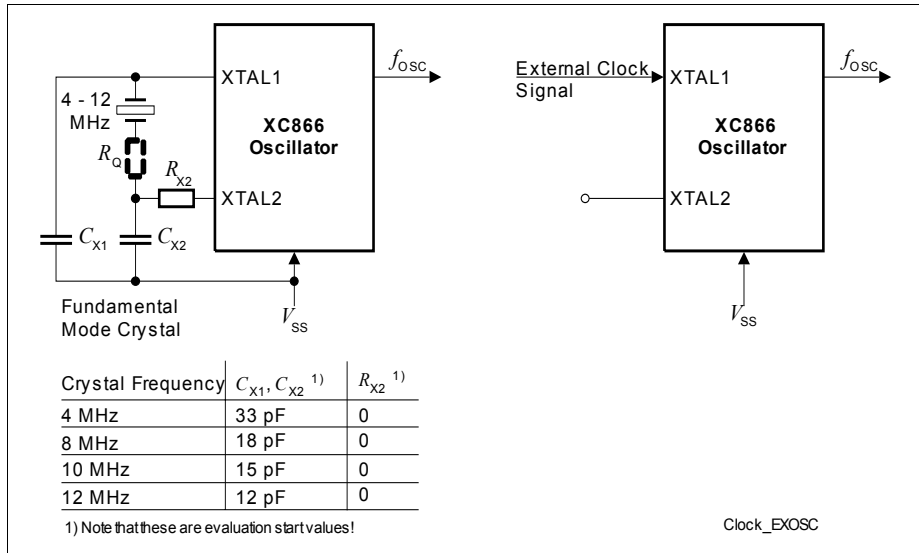 XTAL1
f_OSC
4 - 12
MHz
XC866
Oscillator
R_Q
R_X2
XTAL2
C_X1
C_X2
Fundamental
Mode Crystal
V_SS
External Clock
Signal
XTAL1
f_OSC
XC866
Oscillator
XTAL2
V_SS
Crystal Frequency C_X1, C_X2 1) R_X2 1)
4 MHz 33 pF 0
8 MHz 18 pF 0
10 MHz 15 pF 0
12 MHz 12 pF 0
1) Note that these are evaluation start values!
Clock_EXOSC